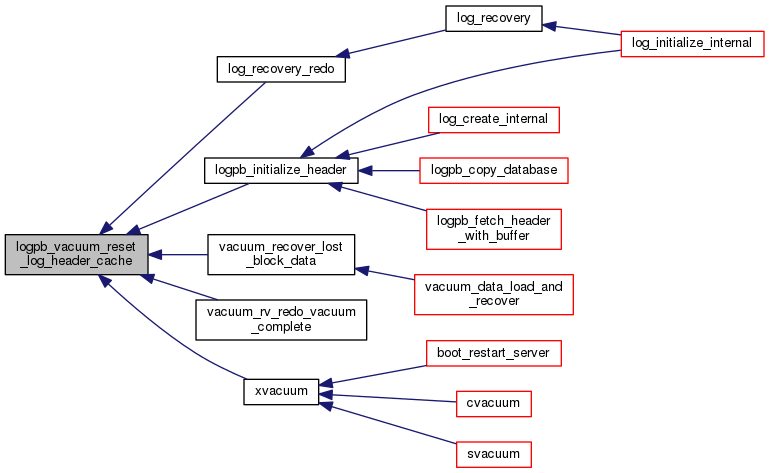 log_recovery
log_initialize_internal
log_recovery_redo
log_create_internal
logpb_initialize_header
logpb_copy_database
logpb_fetch_header
_with_buffer
logpb_vacuum_reset
_log_header_cache
vacuum_recover_lost
_block_data
vacuum_data_load_and
_recover
vacuum_rv_redo_vacuum
_complete
boot_restart_server
xvacuum
cvacuum
svacuum